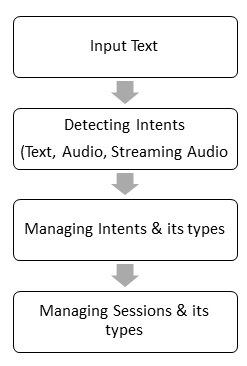 Input Text
Detecting Intents
(Text, Audio, Streaming Audio
Managing Intents & its types
Managing Sessions & its
types